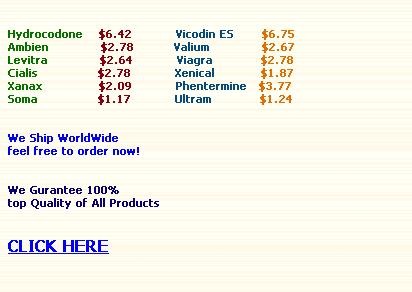 Hydrocodone $6.42 Vicodin ES $6.75
Ambien $2.78 Valium $2.67
Levitra $2.64 Viagra $2.78
Cialis $2.78 Xenical $1.87
Xanax $2.09 Phentermine $3.77
Soma $1.17 Ultram $1.24
We Ship WorldWide
feel free to order now!
We Gurantee 100%
top Quality of All Products
CLICK HERE